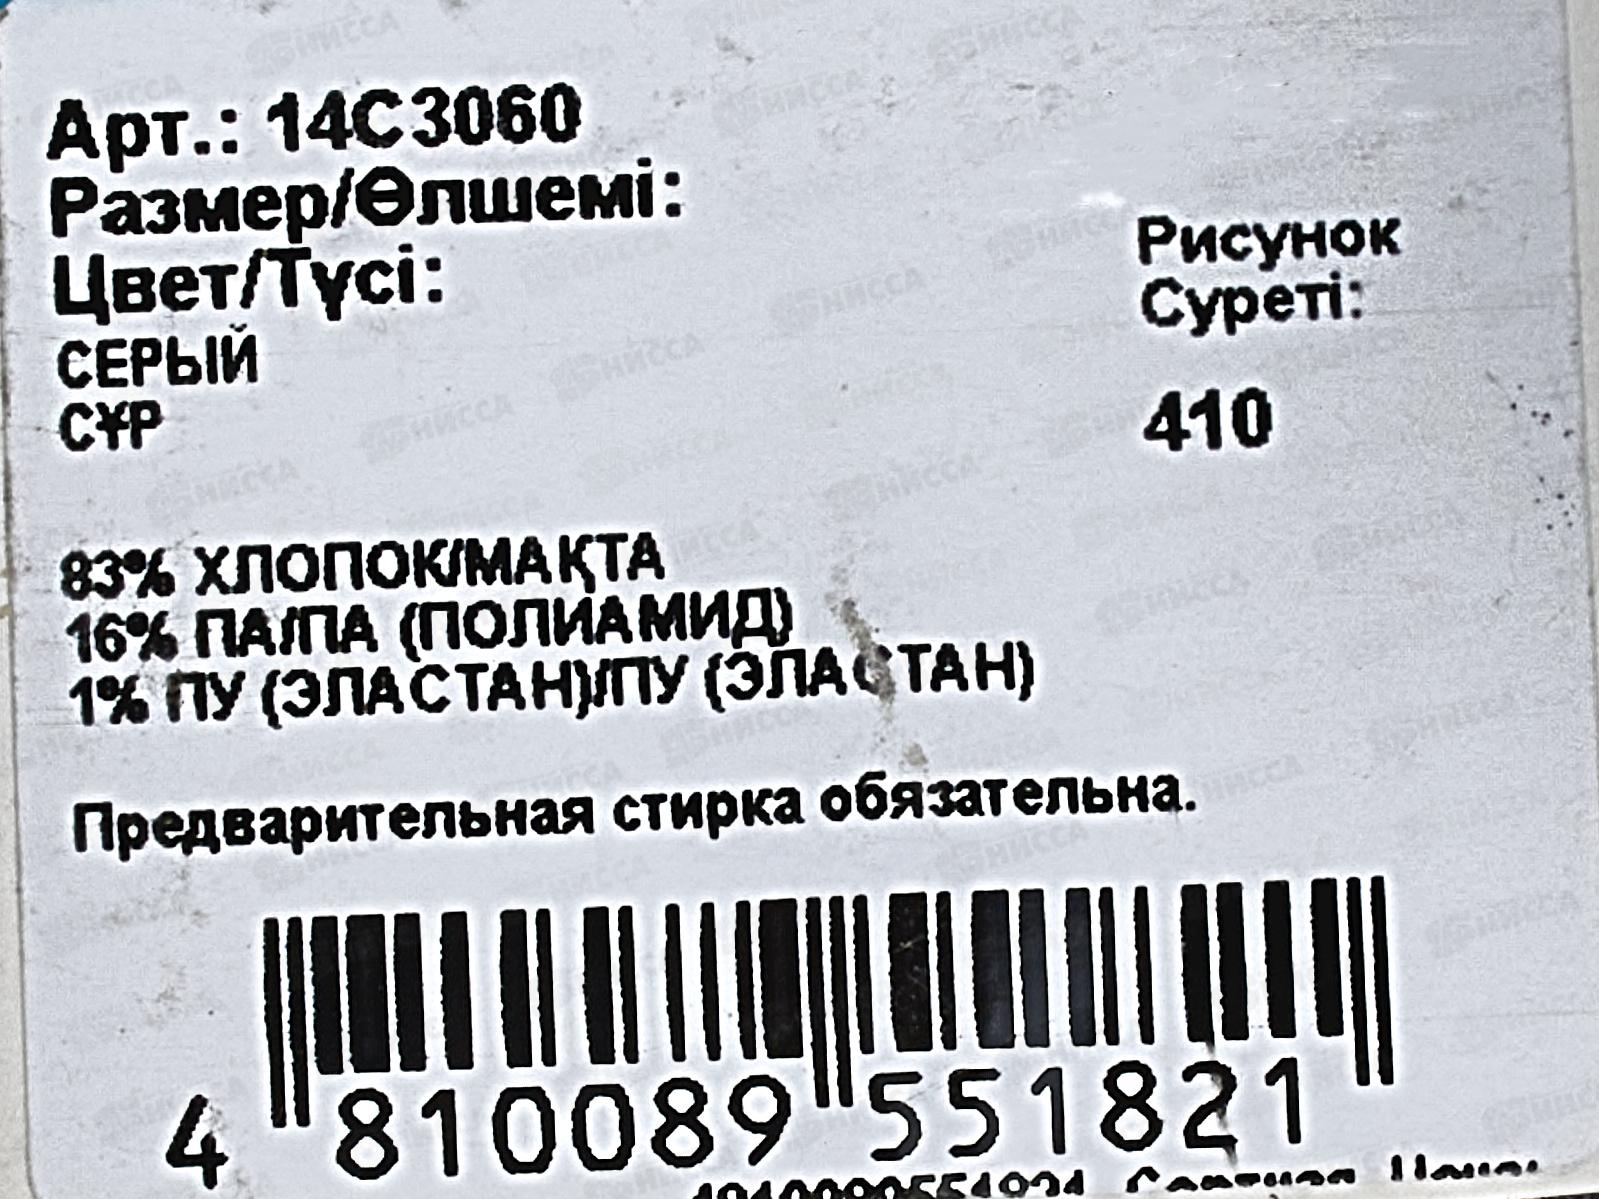 Арт.: 14С3060
Размер/Өлшемі:
Цвет/Түсі:
СЕРЫЙ
СҰР
Рисунок
Суреті:
410
83% ХЛОПОК/МАҚТА
16% ПА/ПА (ПОЛИАМИД)
1% ПУ (ЭЛАСТАН)/ПУ (ЭЛАСТАН)
Предварительная стирка обязательна.
4 810089 551821